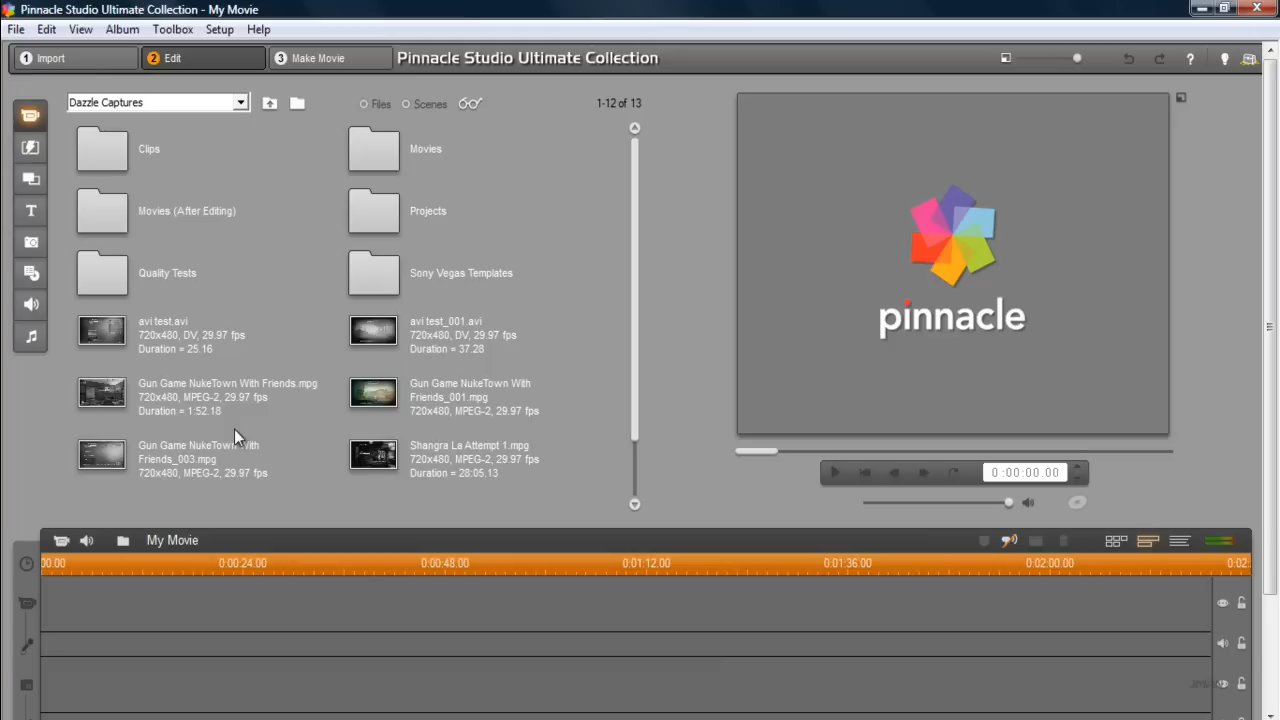 Pinnacle Studio Ultimate Collection - My Movie
File Edit View Album Toolbox Setup Help
1 Import 2 Edit 3 Make Movie Pinnacle Studio Ultimate Collection ?
Dazzle Captures Files Scenes 1-12 of 13
Clips
Movies
Movies (After Editing)
Projects
Quality Tests
Sony Vegas Templates
avi test.avi
720x480, DV, 29.97 fps
Duration = 25.16
avi test_001.avi
720x480, DV, 29.97 fps
Duration = 37.28
Gun Game NukeTown With Friends.mpg
720x480, MPEG-2, 29.97 fps
Duration = 1:52.18
Gun Game NukeTown With
Friends_001.mpg
720x480, MPEG-2, 29.97 fps
Gun Game NukeTown With
Friends_003.mpg
720x480, MPEG-2, 29.97 fps
Shangra La Attempt 1.mpg
720x480, MPEG-2, 29.97 fps
Duration = 28:05.13
T
pinnacle
0:00:00.00
My Movie
00.00 0:00:24.00 0:00:48.00 0:01:12.00 0:01:36.00 0:02:00.00 0:02: